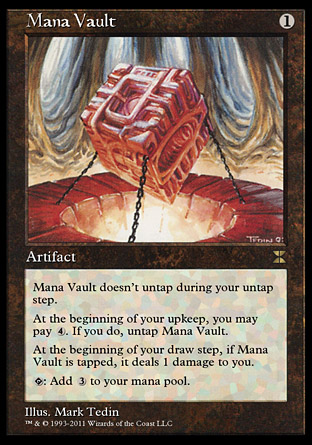 Mana Vault 1
Artifact
Mana Vault doesn't untap during your untap
step.
At the beginning of your upkeep, you may
pay 4. If you do, untap Mana Vault.
At the beginning of your draw step, if Mana
Vault is tapped, it deals 1 damage to you.
: Add 3 to your mana pool.
Illus. Mark Tedin
™ & © 1993-2011 Wizards of the Coast LLC